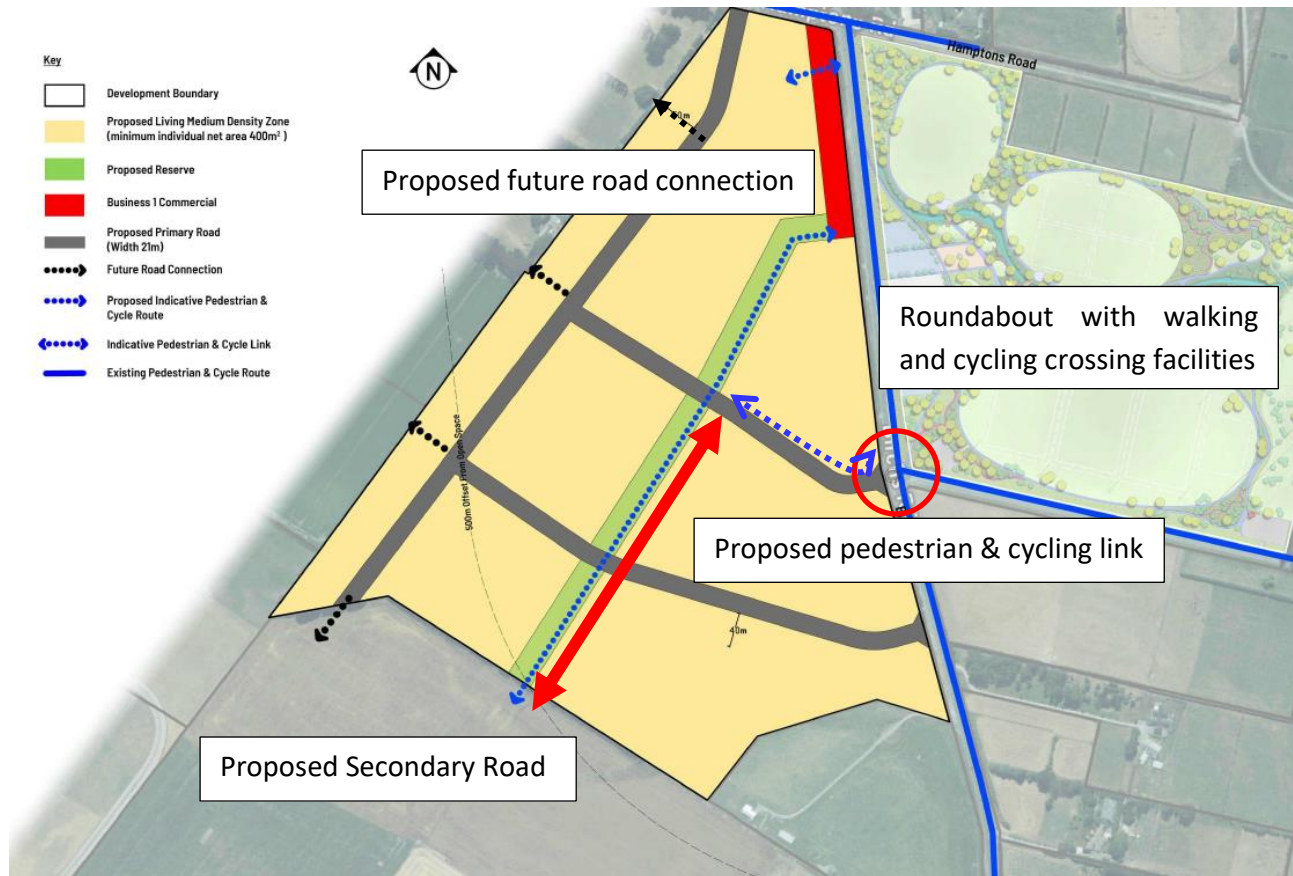 Key
Development Boundary
Proposed Living Medium Density Zone
(minimum individual net area 400m²)
Proposed Reserve
Business 1 Commercial
Proposed Primary Road
(Width 21m)
Future Road Connection
Proposed Indicative Pedestrian &
Cycle Route
Indicative Pedestrian & Cycle Link
Existing Pedestrian & Cycle Route
N
Hamptons Road
Proposed future road connection
Roundabout with walking
and cycling crossing facilities
500m Offset From Open Space
Proposed pedestrian & cycling link
40m
Proposed Secondary Road